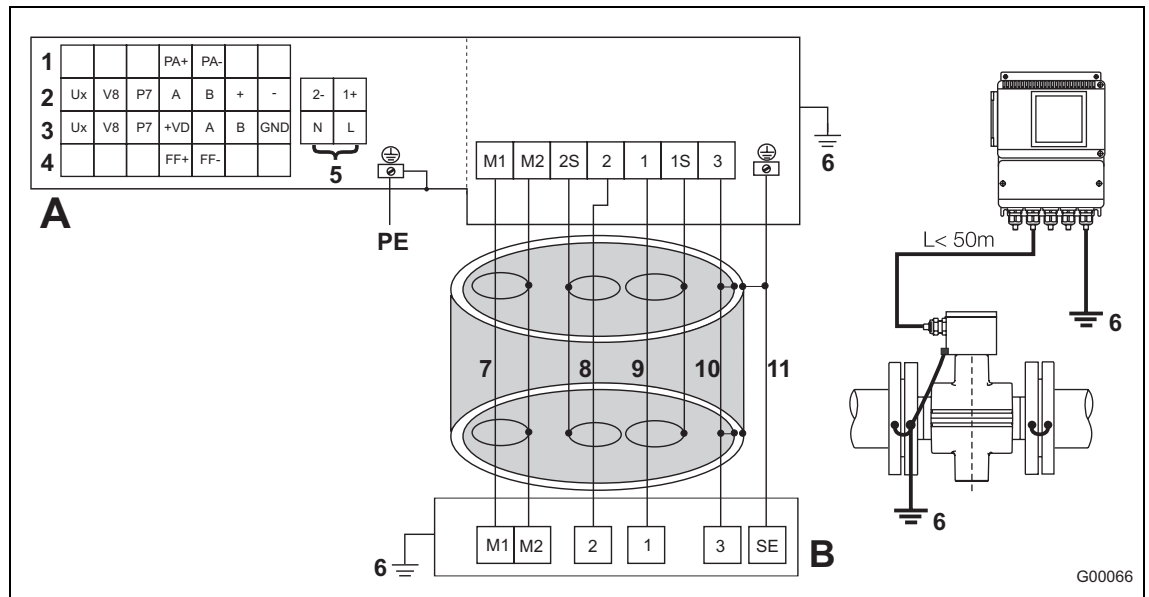 1 PA+ PA-
2 Ux V8 P7 A B + - 2- 1+
3 Ux V8 P7 +VD A B GND N L
4 FF+ FF-
5
A
PE
M1 M2 2S 2 1 1S 3
6
7 8 9 10 11
6
M1 M2 2 1 3 SE
B
L< 50m
6
6
G00066